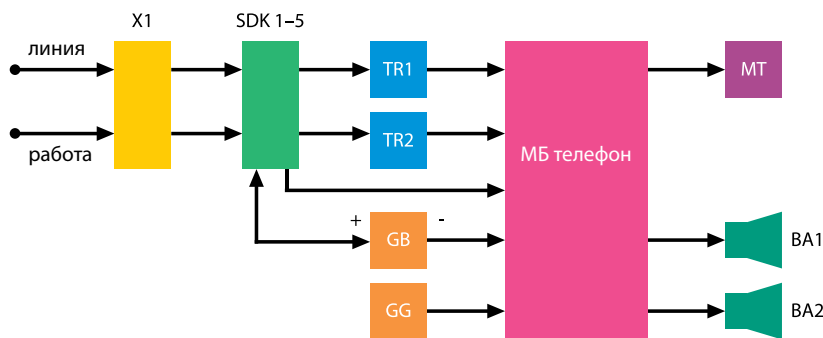 X1
SDK 1–5
линия
TR1
MT
TR2
МБ телефон
работа
+
-
GB
BA1
GG
BA2